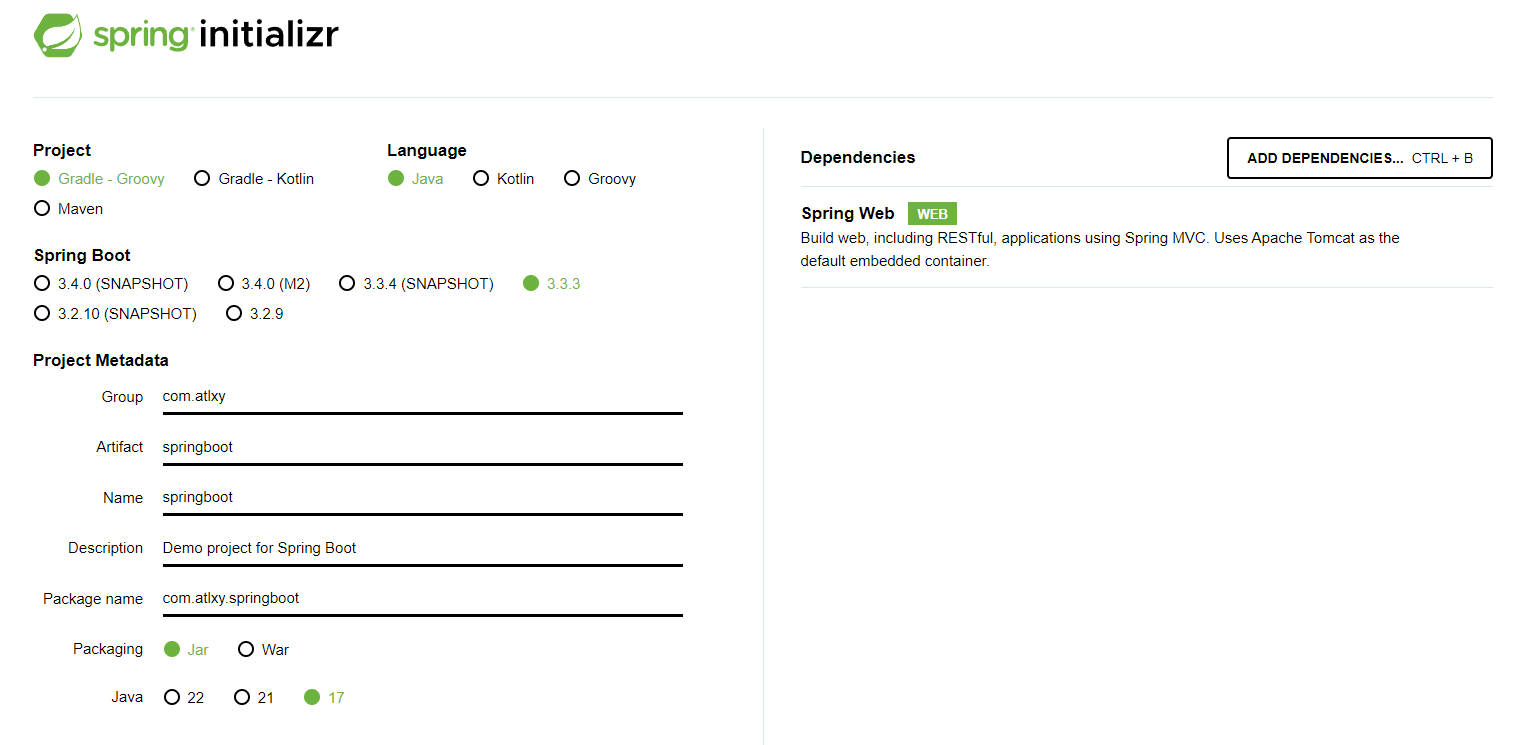 spring initializr
Project
Gradle - Groovy Gradle - Kotlin
Maven
Language
Java Kotlin Groovy
Spring Boot
3.4.0 (SNAPSHOT) 3.4.0 (M2) 3.3.4 (SNAPSHOT) 3.3.3
3.2.10 (SNAPSHOT) 3.2.9
Project Metadata
Group com.atlxy
Artifact springboot
Name springboot
Description Demo project for Spring Boot
Package name com.atlxy.springboot
Packaging Jar War
Java 22 21 17
Dependencies ADD DEPENDENCIES... CTRL + B
Spring Web WEB
Build web, including RESTful, applications using Spring MVC. Uses Apache Tomcat as the
default embedded container.